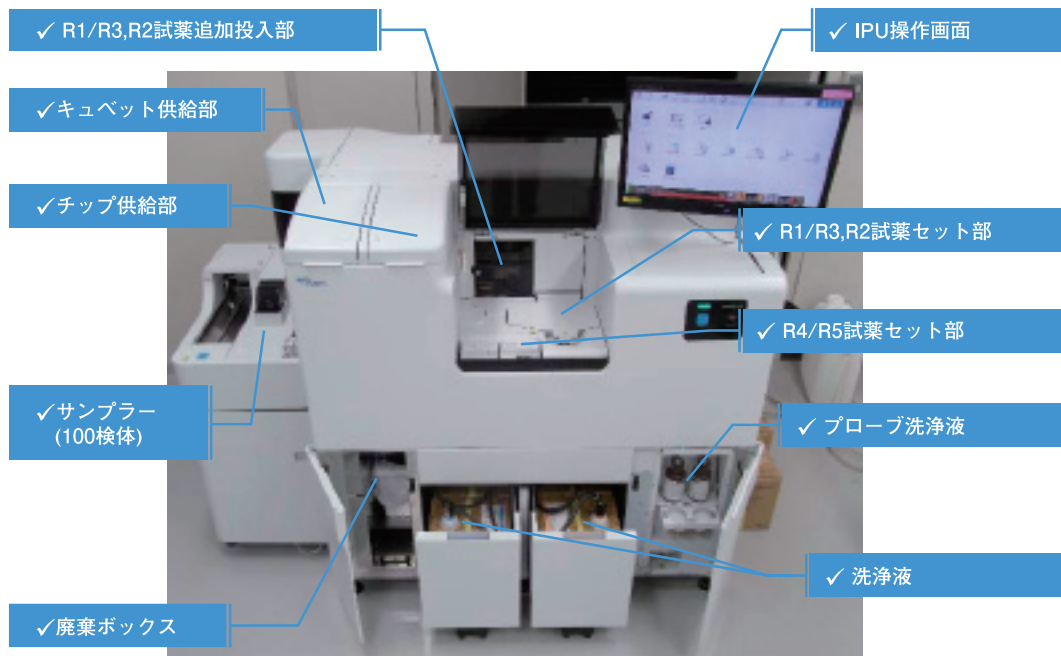 ✓ R1/R3,R2試薬追加投入部
✓ IPU操作画面
✓キュベット供給部
✓チップ供給部
✓ R1/R3,R2試薬セット部
✓ R4/R5試薬セット部
✓サンプラー
(100検体)
✓ プローブ洗浄液
✓ 洗浄液
✓廃棄ボックス